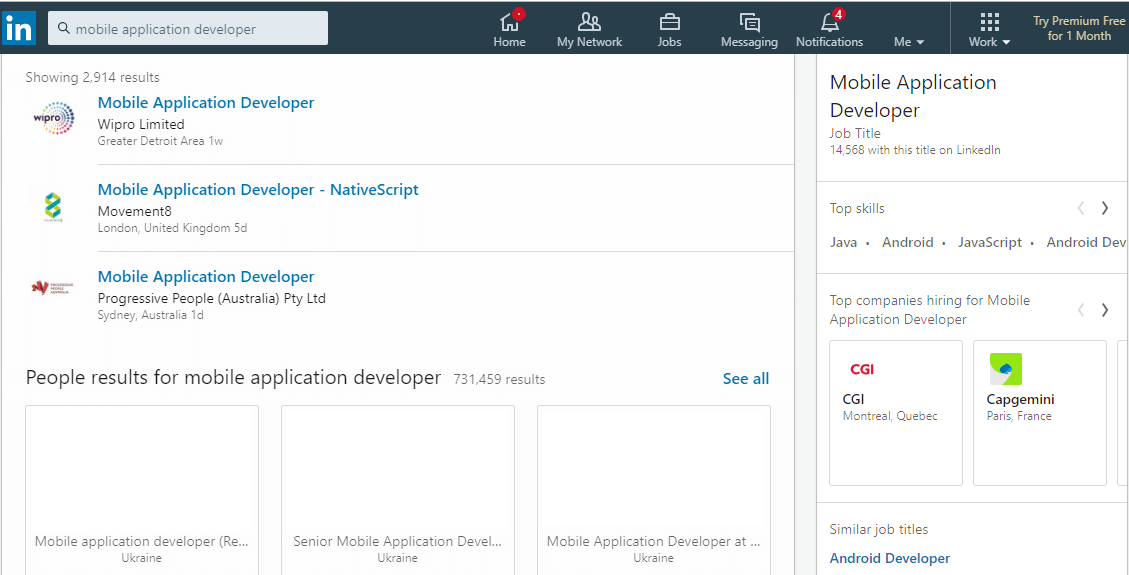 in
mobile application developer
Home
My Network
Jobs
Messaging
4
Notifications
Me
Work
Try Premium Free
for 1 Month
Showing 2,914 results
wipro
Mobile Application Developer
Wipro Limited
Greater Detroit Area 1w
Mobile Application Developer - NativeScript
Movement8
London, United Kingdom 5d
Mobile Application Developer
Progressive People (Australia) Pty Ltd
Sydney, Australia 1d
People results for mobile application developer 731,459 results See all
Mobile application developer (Re...
Ukraine
Senior Mobile Application Devel...
Ukraine
Mobile Application Developer at ...
Ukraine
Mobile Application
Developer
Job Title
14,568 with this title on LinkedIn
Top skills
Java • Android • JavaScript • Android Dev
Top companies hiring for Mobile
Application Developer
CGI
CGI
Montreal, Quebec
Capgemini
Paris, France
Similar job titles
Android Developer